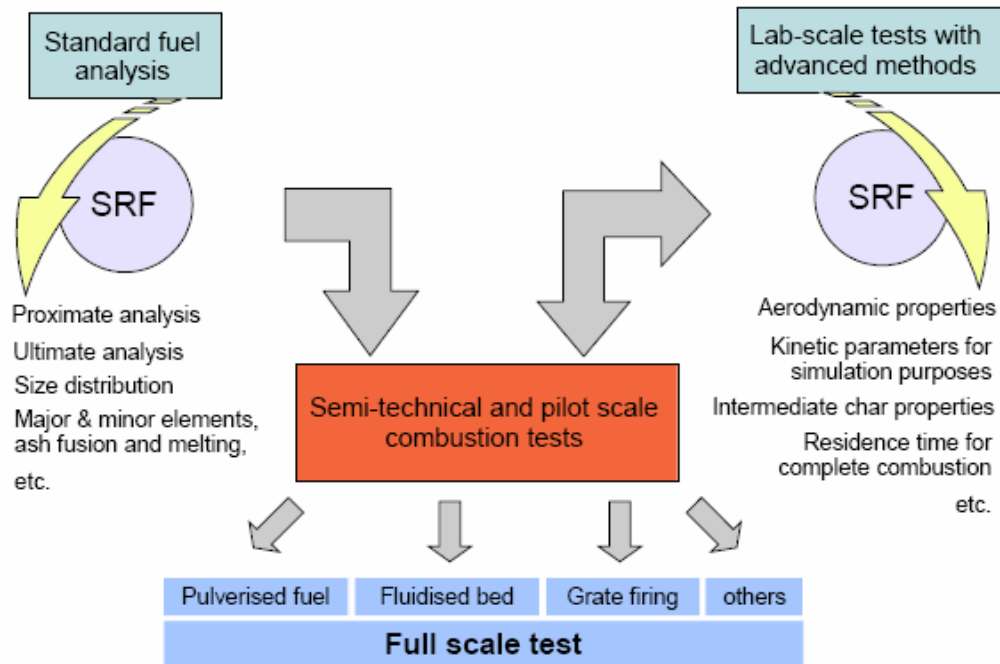 Standard fuel
analysis
SRF
Proximate analysis
Ultimate analysis
Size distribution
Major & minor elements,
ash fusion and melting,
etc.
Lab-scale tests with
advanced methods
SRF
Aerodynamic properties
Kinetic parameters for
simulation purposes
Intermediate char properties
Residence time for
complete combustion
etc.
Semi-technical and pilot scale
combustion tests
Pulverised fuel
Fluidised bed
Grate firing
others
Full scale test